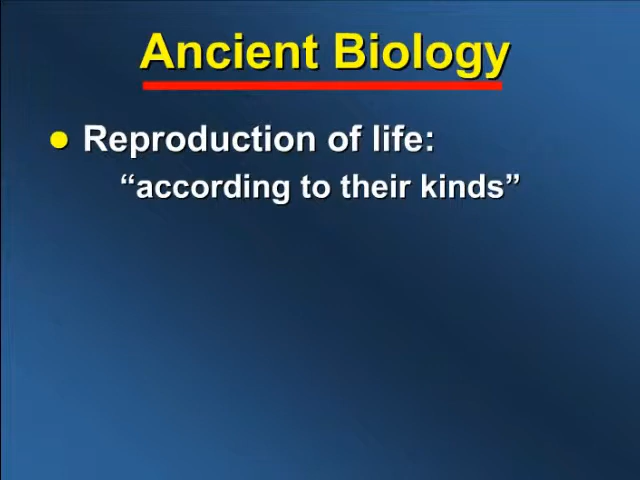 Ancient Biology
Reproduction of life:
“according to their kinds”